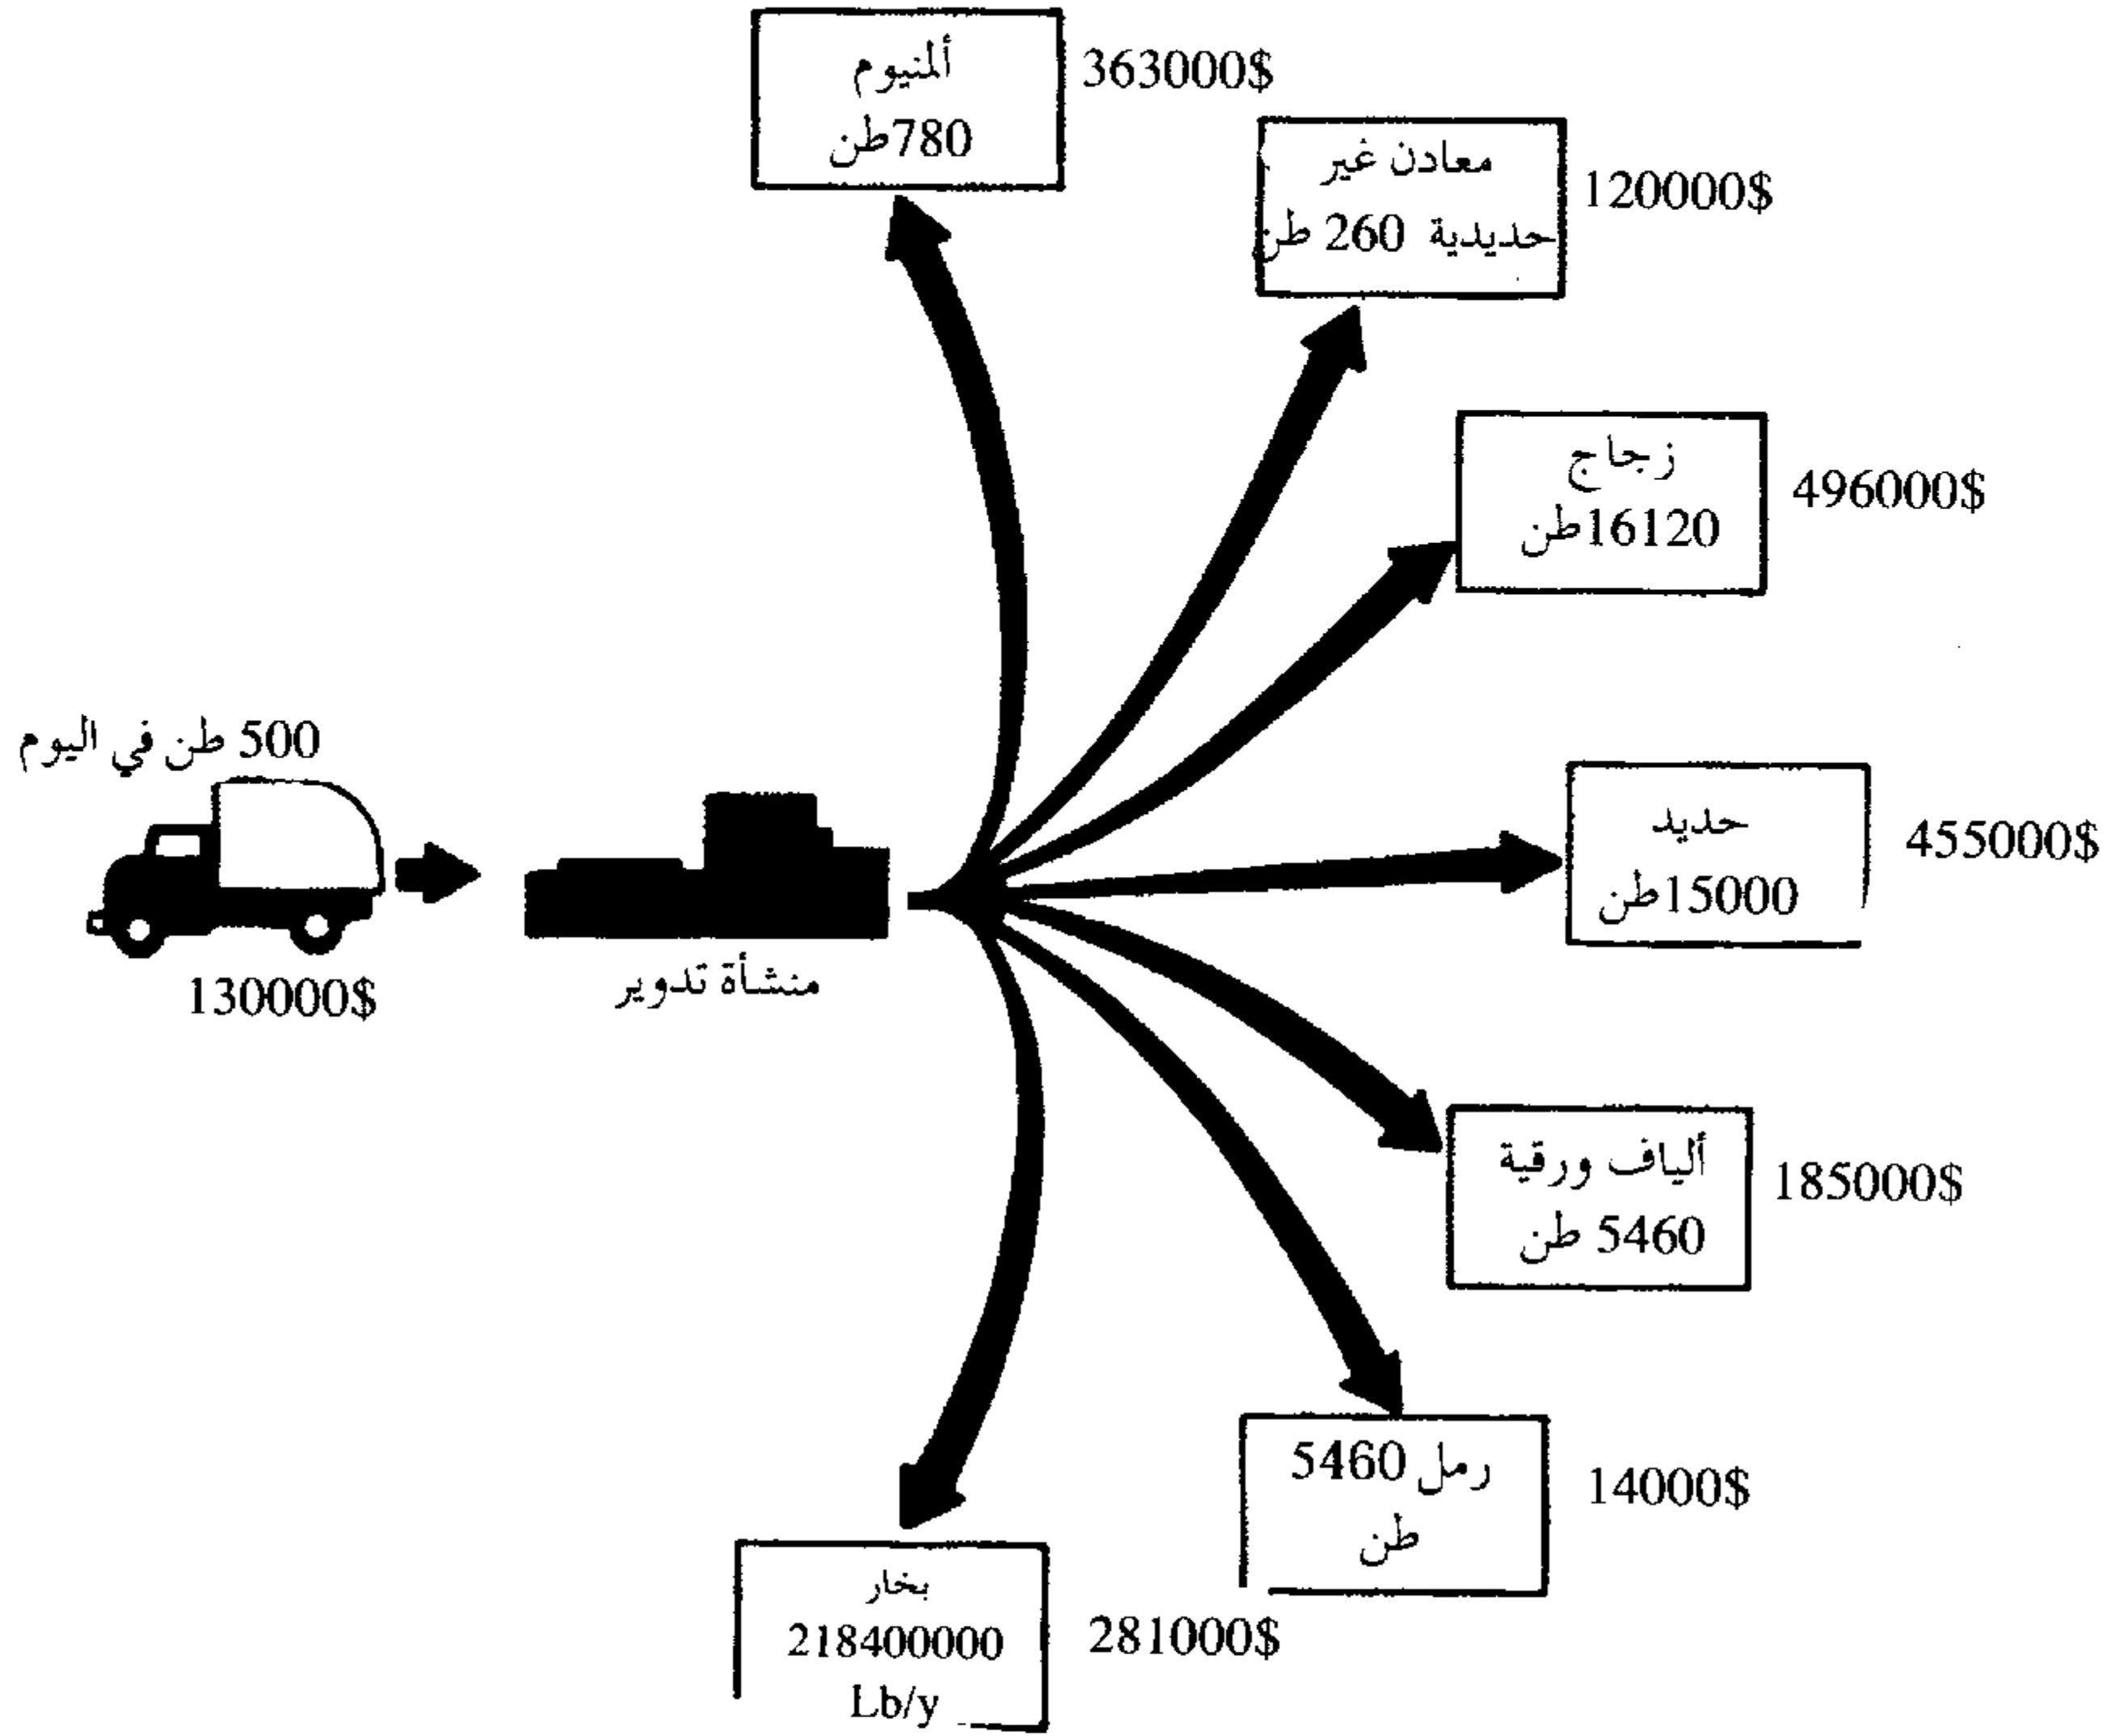 ألمنيوم
780طن
363000$
معادن غير
حديدية 260 طن
120000$
زجاج
16120طن
496000$
500 طن في اليوم
130000$
منشأة تدوير
حديد
15000طن
455000$
ألياف ورقية
5460 طن
185000$
رمل 5460
طن
14000$
بخار
218400000
Lb/y
281000$